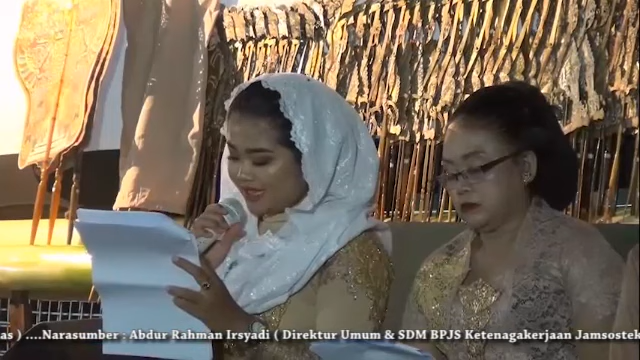 as ) ....Narasumber : Abdur Rahman Irsyadi ( Direktur Umum & SDM BPJS Ketenagakerjaan Jamsostek